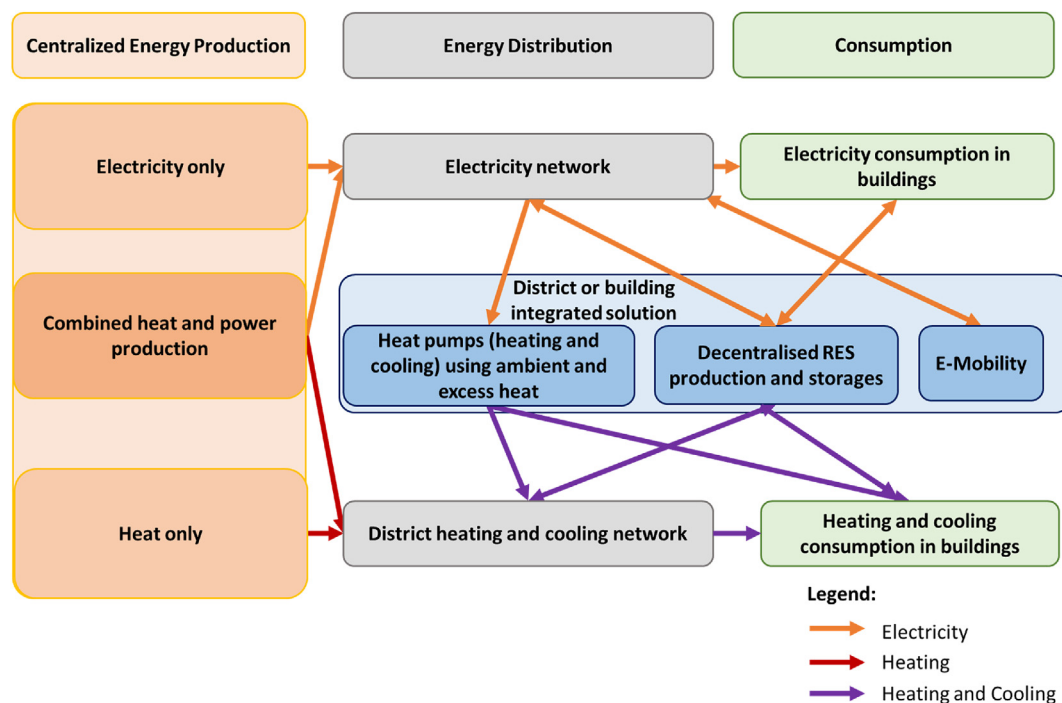 Centralized Energy Production
Energy Distribution
Consumption
Electricity only
Electricity network
Electricity consumption in
buildings
Combined heat and power
production
District or building
integrated solution
Heat pumps (heating and
cooling) using ambient and
excess heat
Decentralised RES
production and storages
E-Mobility
Heat only
District heating and cooling network
Heating and cooling
consumption in buildings
Legend:
Electricity
Heating
Heating and Cooling